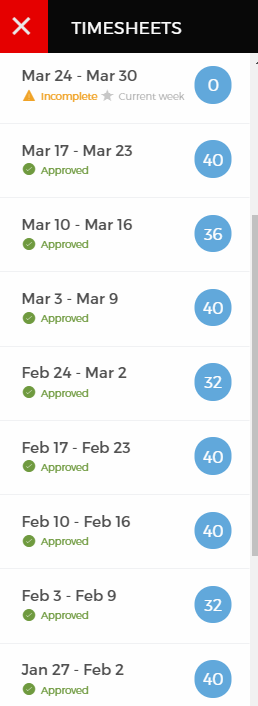 TIMESHEETS
Mar 24 - Mar 30
0
Incomplete Current week
Mar 17 - Mar 23
40
Approved
Mar 10 - Mar 16
36
Approved
Mar 3 - Mar 9
40
Approved
Feb 24 - Mar 2
32
Approved
Feb 17 - Feb 23
40
Approved
Feb 10 - Feb 16
40
Approved
Feb 3 - Feb 9
32
Approved
Jan 27 - Feb 2
40
Approved